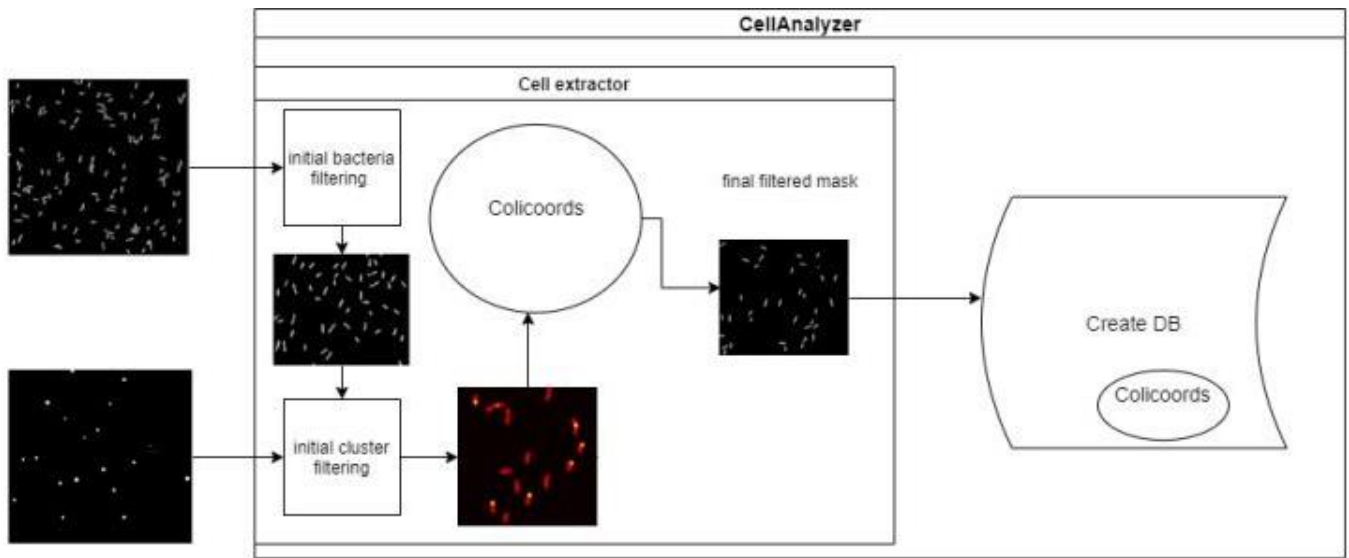 CellAnalyzer
Cell extractor
initial bacteria
filtering
Colicoords
final filtered mask
initial cluster
filtering
Create DB
Colicoords